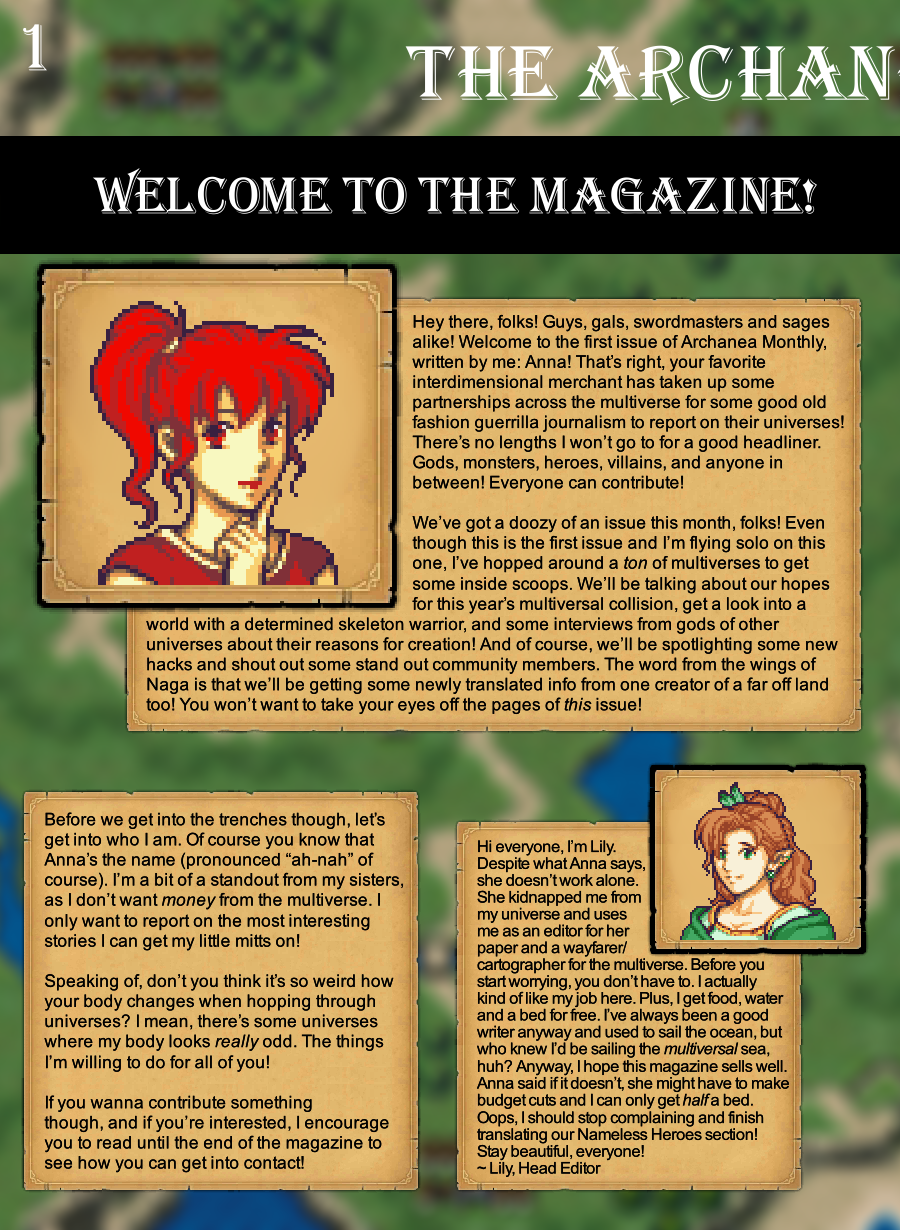 1
THE ARCHAN
WELCOME TO THE MAGAZINE!
Hey there, folks! Guys, gals, swordmasters and sages
alike! Welcome to the first issue of Archanea Monthly,
written by me: Anna! That's right, your favorite
interdimensional merchant has taken up some
partnerships across the multiverse for some good old
fashion guerrilla journalism to report on their universes!
There's no lengths I won't go to for a good headliner.
Gods, monsters, heroes, villains, and anyone in
between! Everyone can contribute!
We've got a doozy of an issue this month, folks! Even
though this is the first issue and I'm flying solo on this
one, I've hopped around a ton of multiverses to get
some inside scoops. We'll be talking about our hopes
for this year's multiversal collision, get a look into a
world with a determined skeleton warrior, and some interviews from gods of other
universes about their reasons for creation! And of course, we'll be spotlighting some new
hacks and shout out some stand out community members. The word from the wings of
Naga is that we'll be getting some newly translated info from one creator of a far off land
too! You won't want to take your eyes off the pages of this issue!
Before we get into the trenches though, let's
get into who I am. Of course you know that
Anna's the name (pronounced “ah-nah” of
course). I'm a bit of a standout from my sisters,
as I don't want money from the multiverse. I
only want to report on the most interesting
stories I can get my little mitts on!
Speaking of, don't you think it's so weird how
your body changes when hopping through
universes? I mean, there's some universes
where my body looks really odd. The things
I'm willing to do for all of you!
If you wanna contribute something
though, and if you're interested, I encourage
you to read until the end of the magazine to
see how you can get into contact!
Hi everyone, I'm Lily.
Despite what Anna says,
she doesn't work alone.
She kidnapped me from
my universe and uses
me as an editor for her
paper and a wayfarer/
cartographer for the multiverse. Before you
start worrying, you don't have to. I actually
kind of like my job here. Plus, I get food, water
and a bed for free. I've always been a good
writer anyway and used to sail the ocean, but
who knew I'd be sailing the multiversal sea,
huh? Anyway, I hope this magazine sells well.
Anna said if it doesn't, she might have to make
budget cuts and I can only get half a bed.
Oops, I should stop complaining and finish
translating our Nameless Heroes section!
Stay beautiful, everyone!
~ Lily, Head Editor